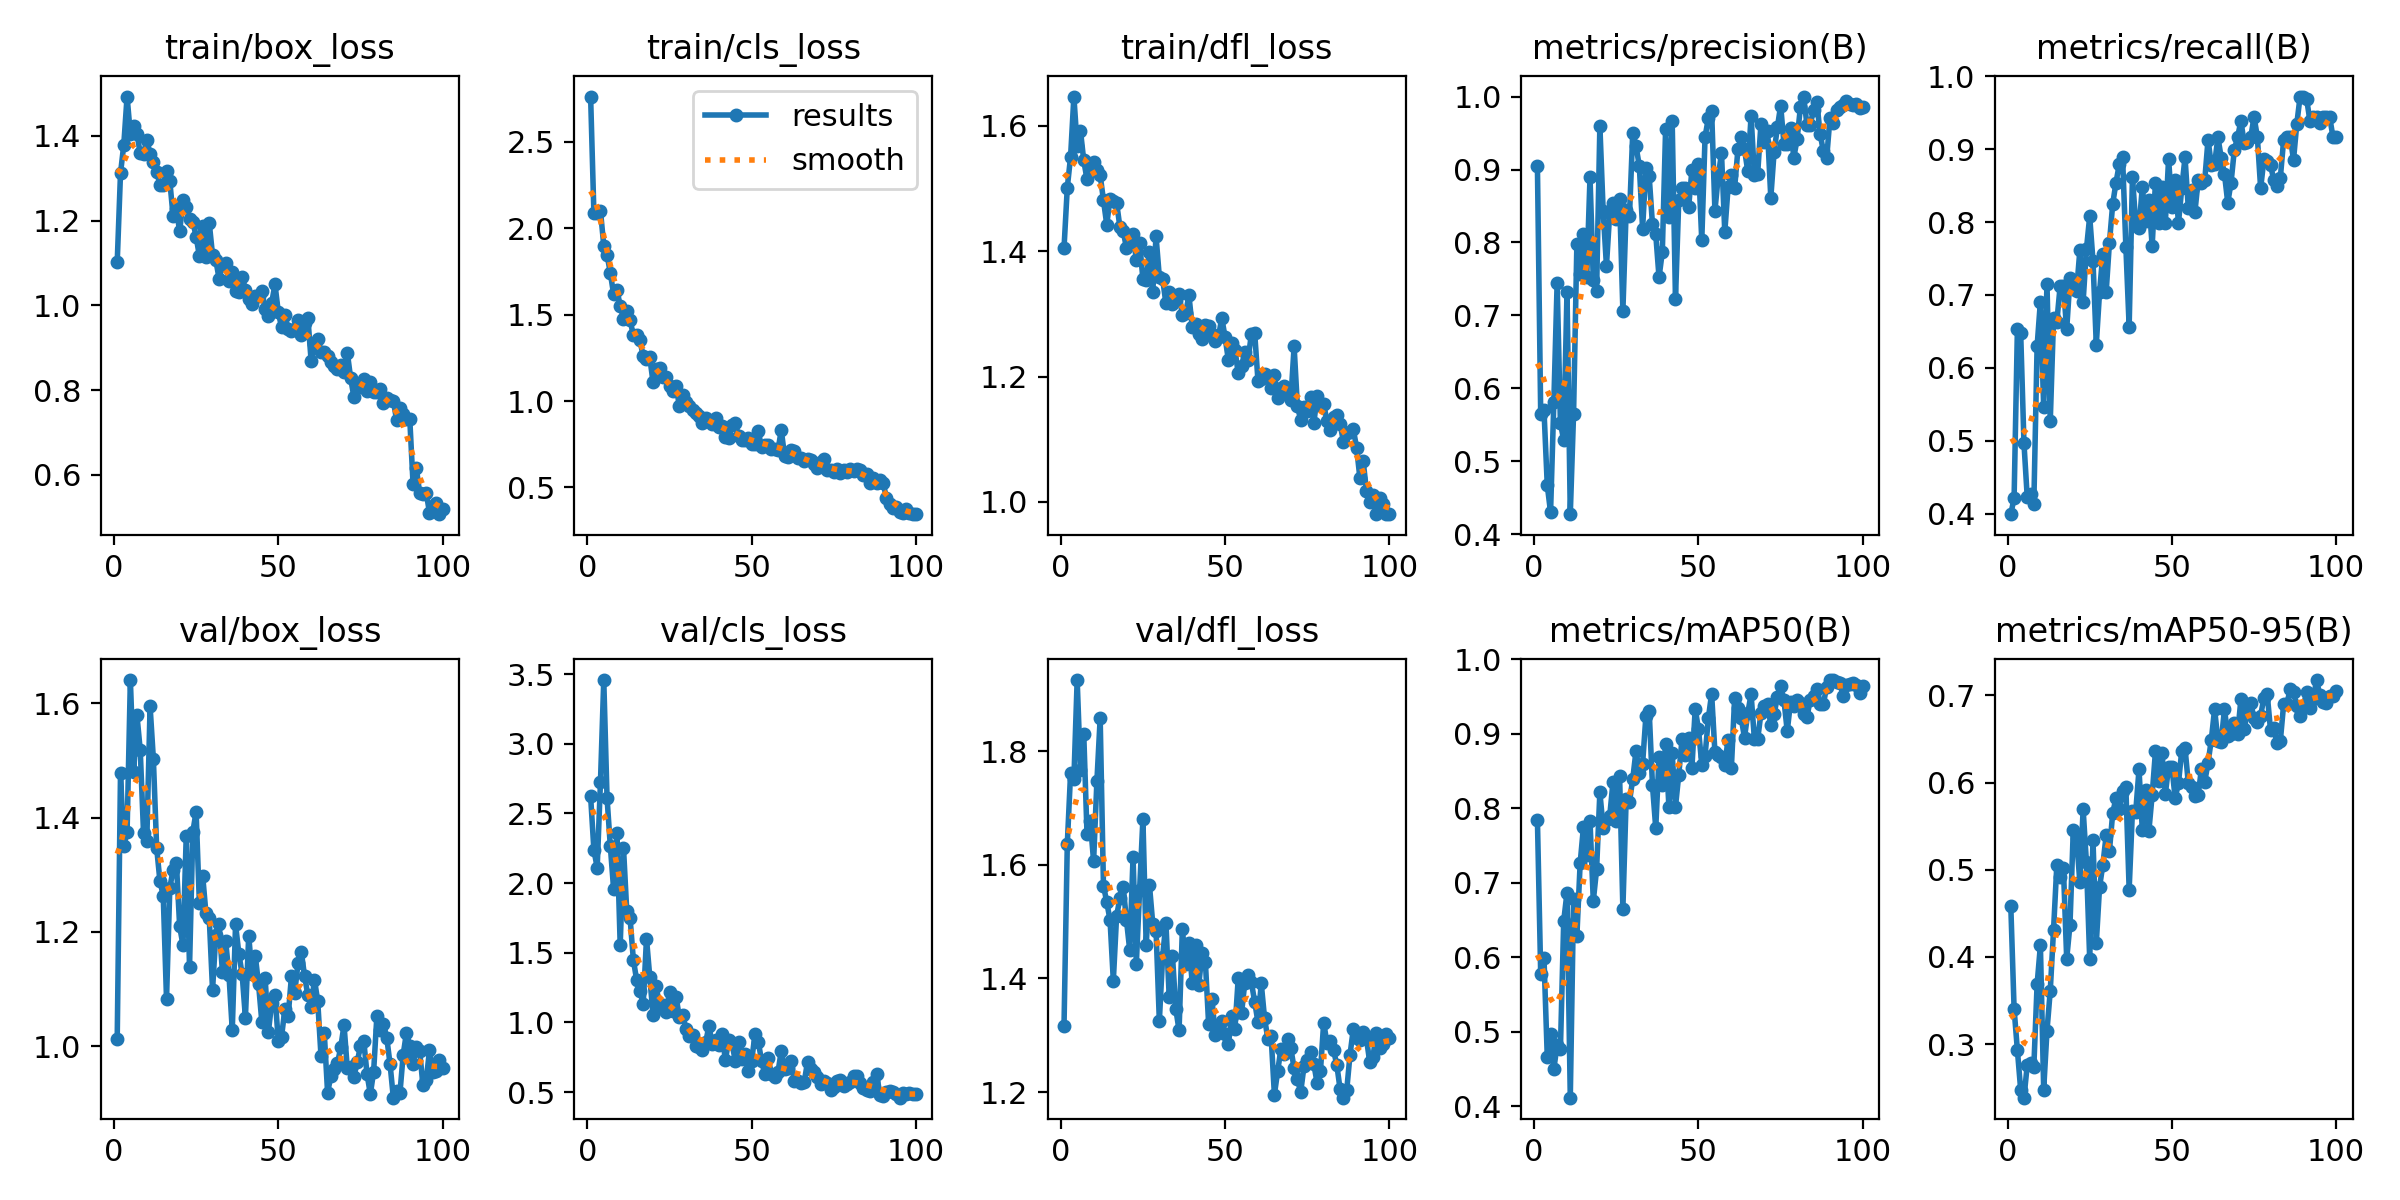 train/box_loss
1.4
1.2
1.0
0.8
0.6
0 50 100
train/cls_loss
results
smooth
2.5
2.0
1.5
1.0
0.5
0 50 100
train/dfl_loss
1.6
1.4
1.2
1.0
0 50 100
metrics/precision(B)
1.0
0.9
0.8
0.7
0.6
0.5
0.4
0 50 100
metrics/recall(B)
1.0
0.9
0.8
0.7
0.6
0.5
0.4
0 50 100
val/box_loss
1.6
1.4
1.2
1.0
0 50 100
val/cls_loss
3.5
3.0
2.5
2.0
1.5
1.0
0.5
0 50 100
val/dfl_loss
1.8
1.6
1.4
1.2
0 50 100
metrics/mAP50(B)
1.0
0.9
0.8
0.7
0.6
0.5
0.4
0 50 100
metrics/mAP50-95(B)
0.7
0.6
0.5
0.4
0.3
0 50 100